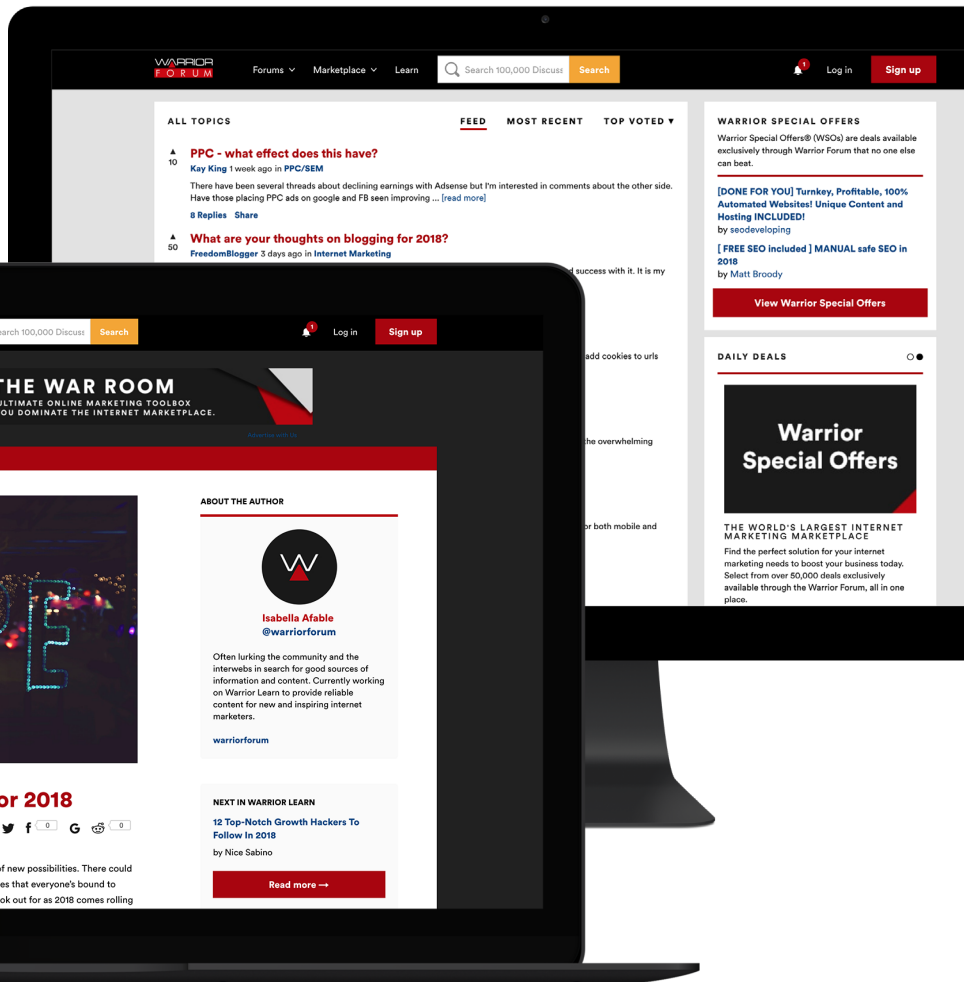 WARRIOR
FORUM
Forums
Marketplace
Learn
Search 100,000 Discuss
Search
1
Log in
Sign up
ALL TOPICS
FEED
MOST RECENT
TOP VOTED ▼
▲
10
PPC - what effect does this have?
Kay King 1 week ago in PPC/SEM
There have been several threads about declining earnings with Adsense but I'm interested in comments about the other side.
Have those placing PPC ads on google and FB seen improving ... [read more]
8 Replies Share
▲
50
What are your thoughts on blogging for 2018?
FreedomBlogger 3 days ago in Internet Marketing
success with it. It is my
add cookies to urls
the overwhelming
or both mobile and
WARRIOR SPECIAL OFFERS
Warrior Special Offers® (WSOs) are deals available
exclusively through Warrior Forum that no one else
can beat.
[DONE FOR YOU] Turnkey, Profitable, 100%
Automated Websites! Unique Content and
Hosting INCLUDED!
by seodeveloping
[ FREE SEO included ] MANUAL safe SEO in
2018
by Matt Broody
View Warrior Special Offers
DAILY DEALS
Warrior
Special Offers
THE WORLD'S LARGEST INTERNET
MARKETING MARKETPLACE
Find the perfect solution for your internet
marketing needs to boost your business today.
Select from over 50,000 deals exclusively
available through the Warrior Forum, all in one
place.
earch 100,000 Discuss
Search
1
Log in
Sign up
THE WAR ROOM
ULTIMATE ONLINE MARKETING TOOLBOX
OU DOMINATE THE INTERNET MARKETPLACE.
Advertise with Us
PE
or 2018
0
0
of new possibilities. There could
es that everyone's bound to
ok out for as 2018 comes rolling
ABOUT THE AUTHOR
Isabella Afable
@warriorforum
Often lurking the community and the
interwebs in search for good sources of
information and content. Currently working
on Warrior Learn to provide reliable
content for new and inspiring internet
marketers.
warriorforum
NEXT IN WARRIOR LEARN
12 Top-Notch Growth Hackers To
Follow In 2018
by Nice Sabino
Read more →